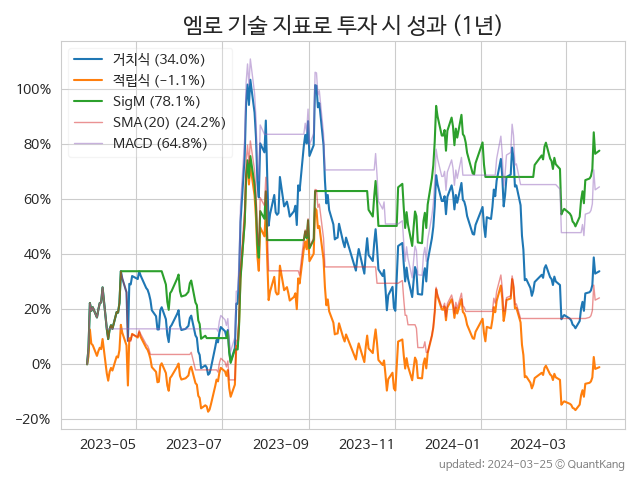 엠로 기술 지표로 투자 시 성과 (1년)
거치식 (34.0%)
적립식 (−1.1%)
SigM (78.1%)
SMA(20) (24.2%)
MACD (64.8%)
100%
80%
60%
40%
20%
0%
−20%
2023-05
2023-07
2023-09
2023-11
2024-01
2024-03
updated: 2024-03-25 ⓒ QuantKang